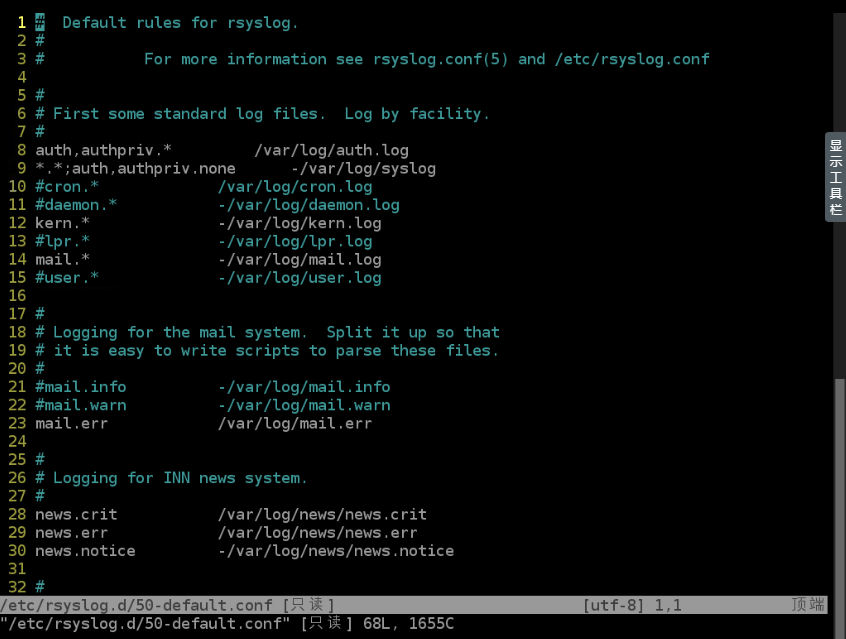 1 #  Default rules for rsyslog.
2 #
3 #           For more information see rsyslog.conf(5) and /etc/rsyslog.conf
4
5 #
6 # First some standard log files.  Log by facility.
7 #
8 auth,authpriv.*         /var/log/auth.log
9 *.*;auth,authpriv.none      -/var/log/syslog
10 #cron.*             /var/log/cron.log
11 #daemon.*           -/var/log/daemon.log
12 kern.*              -/var/log/kern.log
13 #lpr.*              -/var/log/lpr.log
14 mail.*              -/var/log/mail.log
15 #user.*             -/var/log/user.log
16
17 #
18 # Logging for the mail system.  Split it up so that
19 # it is easy to write scripts to parse these files.
20 #
21 #mail.info          -/var/log/mail.info
22 #mail.warn          -/var/log/mail.warn
23 mail.err            /var/log/mail.err
24
25 #
26 # Logging for INN news system.
27 #
28 news.crit           /var/log/news/news.crit
29 news.err            /var/log/news/news.err
30 news.notice         -/var/log/news/news.notice
31
32 #
/etc/rsyslog.d/50-default.conf [只读] [utf-8] 1,1 顶端
"/etc/rsyslog.d/50-default.conf" [只读] 68L, 1655C
显示工具栏